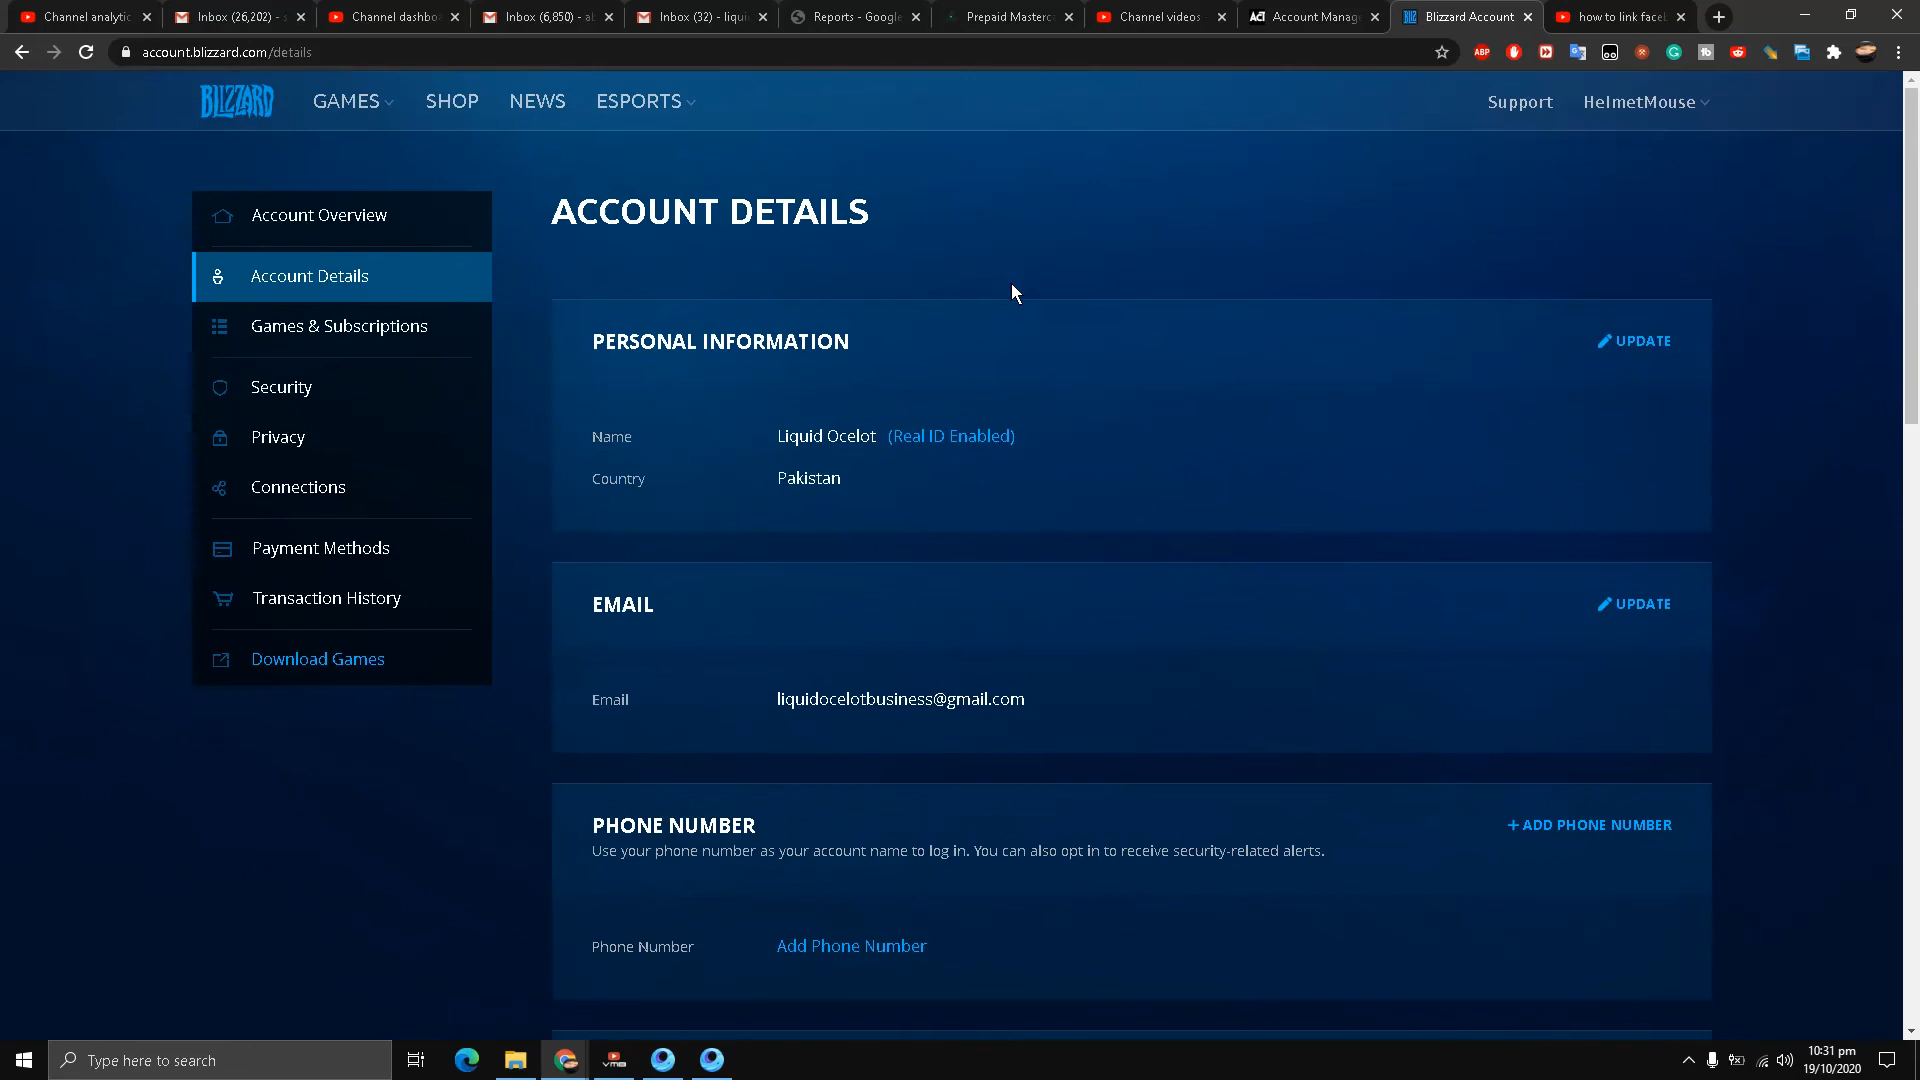 Channel analytic
Inbox (26,202) - s
Channel dashbo
Inbox (6,850) - al
Inbox (32) - liqui
Reports - Google
Prepaid Masterc
Channel videos -
Account Manag
Blizzard Account
how to link faceb
account.blizzard.com/details
BLIZZARD
GAMES
SHOP
NEWS
ESPORTS
Support
HelmetMouse
Account Overview
Account Details
Games & Subscriptions
Security
Privacy
Connections
Payment Methods
Transaction History
Download Games
ACCOUNT DETAILS
PERSONAL INFORMATION
UPDATE
Name
Liquid Ocelot (Real ID Enabled)
Country
Pakistan
EMAIL
UPDATE
Email
liquidocelotbusiness@gmail.com
PHONE NUMBER
+ ADD PHONE NUMBER
Use your phone number as your account name to log in. You can also opt in to receive security-related alerts.
Phone Number
Add Phone Number
Type here to search
10:31 pm
19/10/2020